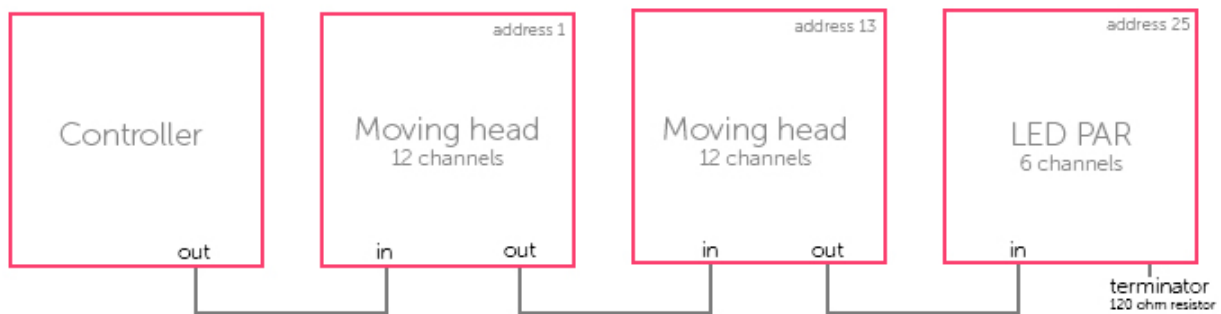 address 1
address 13
address 25
Controller
Moving head
12 channels
Moving head
12 channels
LED PAR
6 channels
out
in
out
in
out
in
terminator
120 ohm resistor